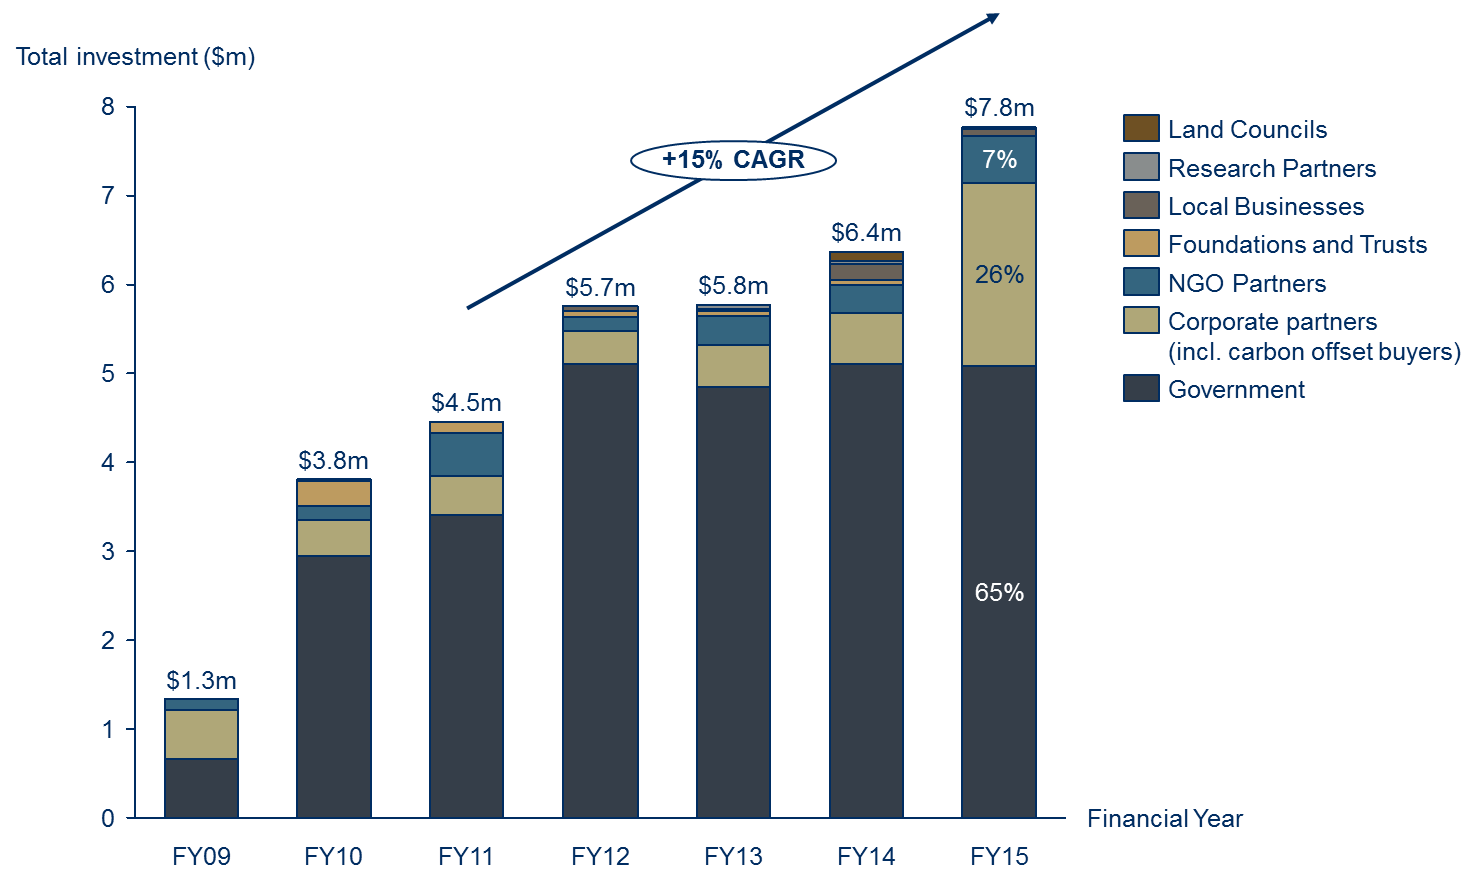 Total investment ($m)
+15% CAGR
8
7
6
5
4
3
2
1
0
$1.3m
$3.8m
$4.5m
$5.7m
$5.8m
$6.4m
$7.8m
7%
26%
65%
FY09
FY10
FY11
FY12
FY13
FY14
FY15
Financial Year
Land Councils
Research Partners
Local Businesses
Foundations and Trusts
NGO Partners
Corporate partners
(incl. carbon offset buyers)
Government